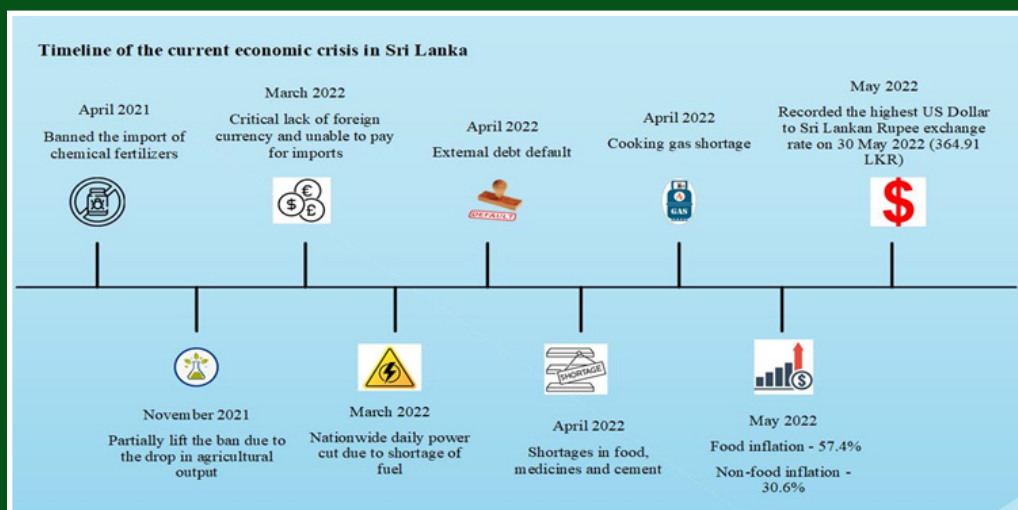 Timeline of the current economic crisis in Sri Lanka
April 2021
Banned the import of
chemical fertilizers
March 2022
Critical lack of foreign
currency and unable to pay
for imports
April 2022
External debt default
DEFAULT
April 2022
Cooking gas shortage
GAS
May 2022
Recorded the highest US Dollar
to Sri Lankan Rupee exchange
rate on 30 May 2022 (364.91
LKR)
November 2021
Partially lift the ban due to
the drop in agricultural
output
March 2022
Nationwide daily power
cut due to shortage of
fuel
SHORTAGE
April 2022
Shortages in food,
medicines and cement
May 2022
Food inflation - 57.4%
Non-food inflation -
30.6%